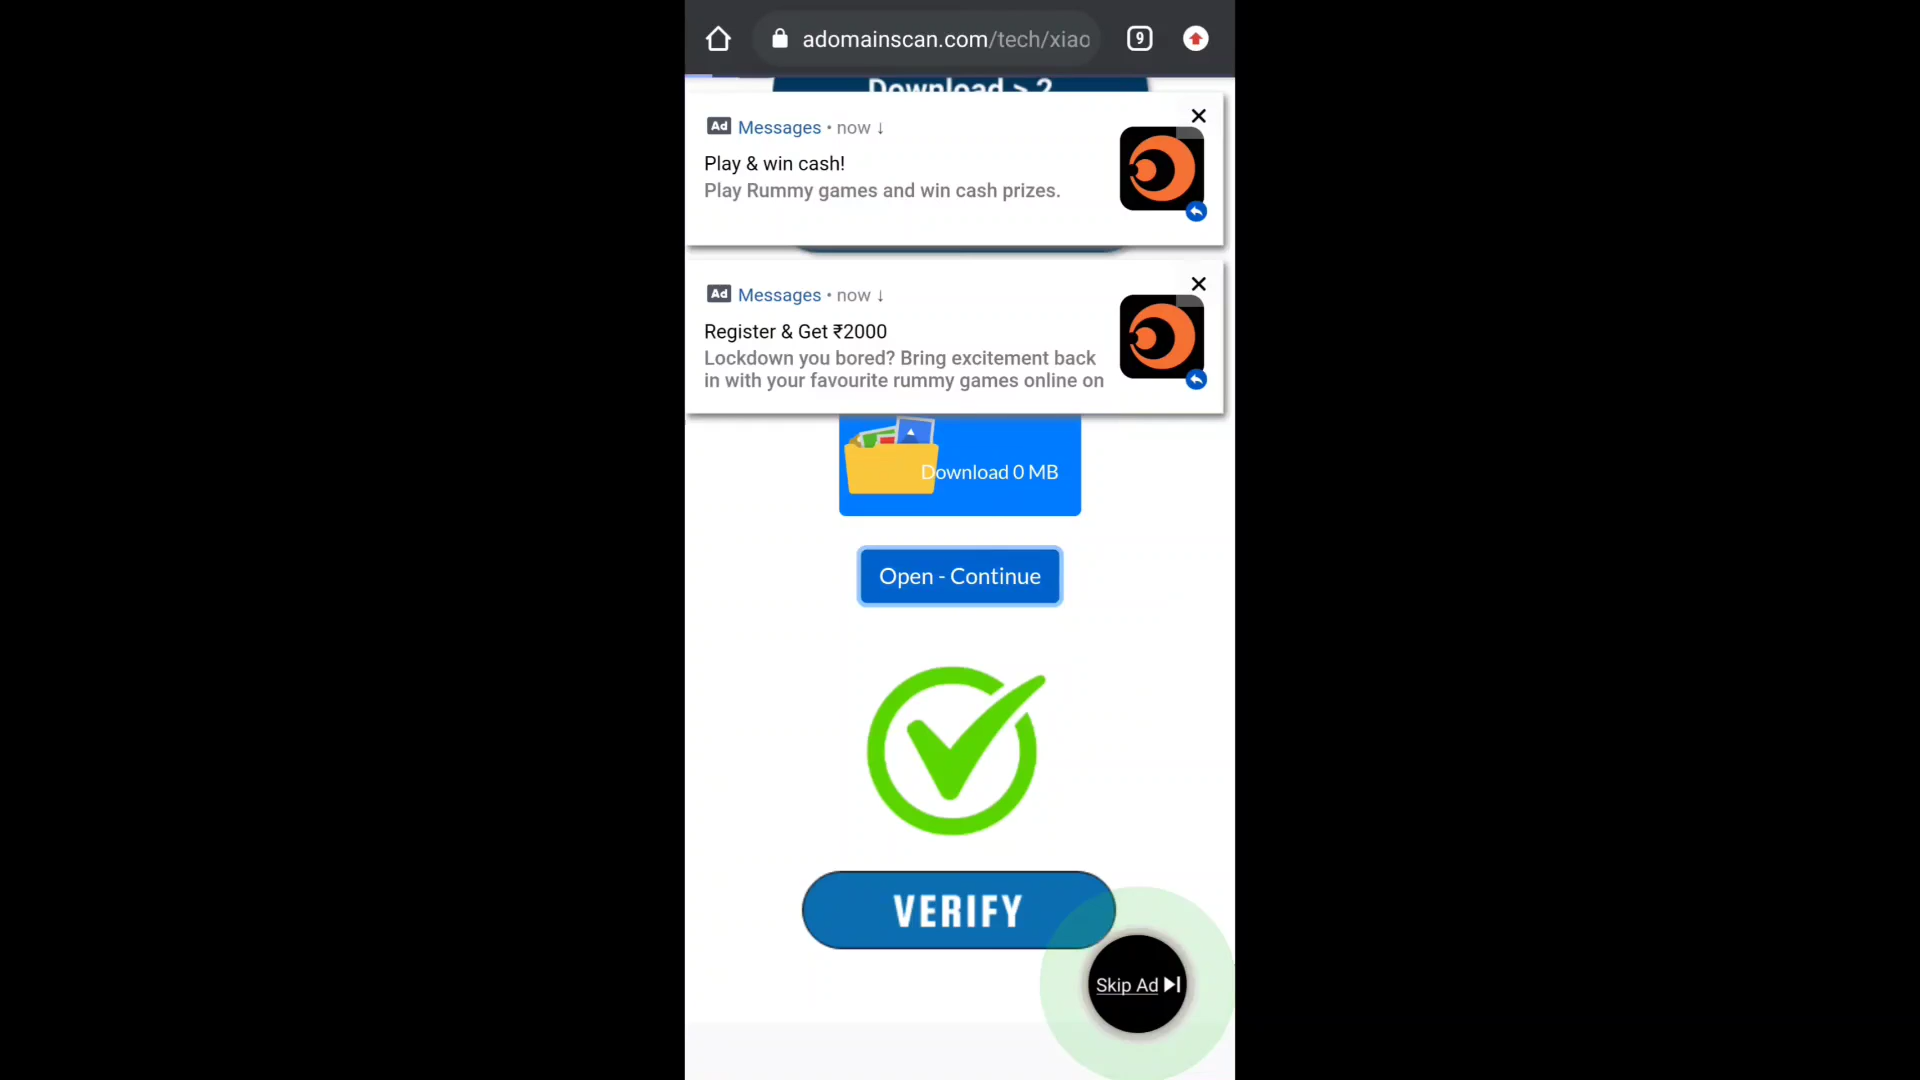 adomainscan.com/tech/xiao
9
Download > 2
Ad Messages • now ↓
Play & win cash!
Play Rummy games and win cash prizes.
Ad Messages • now ↓
Register & Get ₹2000
Lockdown you bored? Bring excitement back
in with your favourite rummy games online on
Download 0 MB
Open - Continue
VERIFY
Skip Ad